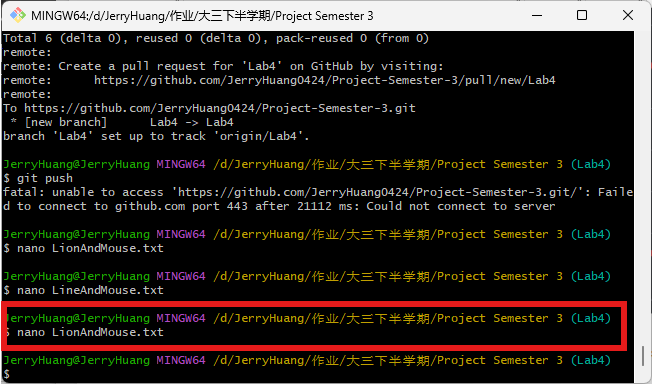 MINGW64:/d/JerryHuang/作业/大三下半学期/Project Semester 3
Total 6 (delta 0), reused 0 (delta 0), pack-reused 0 (from 0)
remote:
remote: Create a pull request for 'Lab4' on GitHub by visiting:
remote:      https://github.com/JerryHuang0424/Project-Semester-3/pull/new/Lab4
remote:
To https://github.com/JerryHuang0424/Project-Semester-3.git
 * [new branch]      Lab4 -> Lab4
branch 'Lab4' set up to track 'origin/Lab4'.
JerryHuang@JerryHuang MINGW64 /d/JerryHuang/作业/大三下半学期/Project Semester 3 (Lab4)
$ git push
fatal: unable to access 'https://github.com/JerryHuang0424/Project-Semester-3.git/': Faile
d to connect to github.com port 443 after 21112 ms: Could not connect to server
JerryHuang@JerryHuang MINGW64 /d/JerryHuang/作业/大三下半学期/Project Semester 3 (Lab4)
$ nano LionAndMouse.txt
JerryHuang@JerryHuang MINGW64 /d/JerryHuang/作业/大三下半学期/Project Semester 3 (Lab4)
$ nano LineAndMouse.txt
JerryHuang@JerryHuang MINGW64 /d/JerryHuang/作业/大三下半学期/Project Semester 3 (Lab4)
$ nano LionAndMouse.txt
JerryHuang@JerryHuang MINGW64 /d/JerryHuang/作业/大三下半学期/Project Semester 3 (Lab4)
$